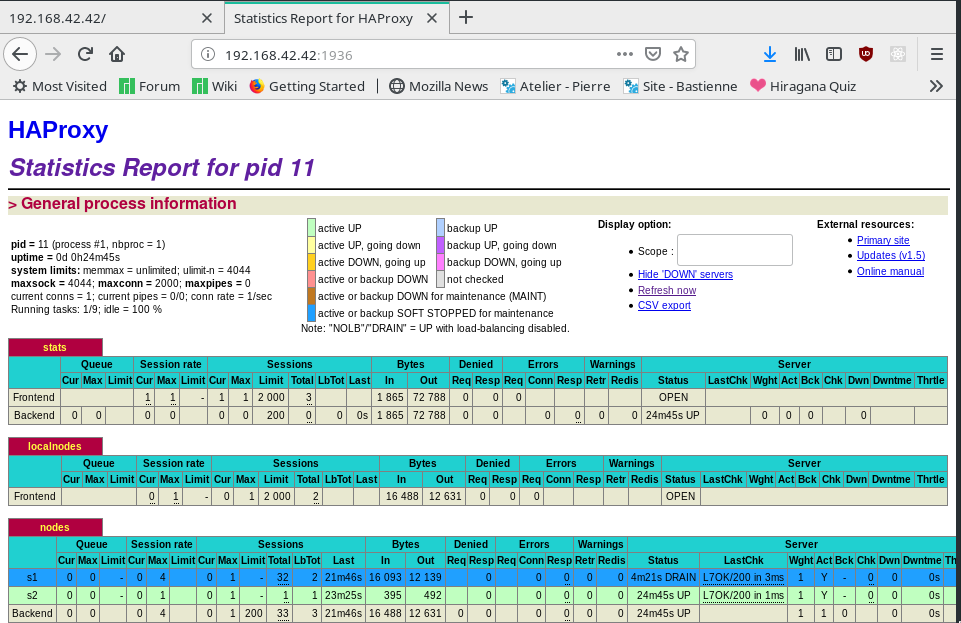 192.168.42.42/ Statistics Report for HAProxy
192.168.42.42:1936
Most Visited Forum Wiki Getting Started Mozilla News Atelier - Pierre Site - Bastienne Hiragana Quiz
HAProxy
Statistics Report for pid 11
> General process information
pid = 11 (process #1, nbproc = 1)
uptime = 0d 0h24m45s
system limits: memmax = unlimited; ulimit-n = 4044
maxsock = 4044; maxconn = 2000; maxpipes = 0
current conns = 1; current pipes = 0/0; conn rate = 1/sec
Running tasks: 1/9; idle = 100 %
active UP backup UP
active UP, going down backup UP, going down
active DOWN, going up backup DOWN, going up
active or backup DOWN not checked
active or backup DOWN for maintenance (MAINT)
active or backup SOFT STOPPED for maintenance
Note: "NOLB"/"DRAIN" = UP with load-balancing disabled.
Display option:
Scope :
Hide 'DOWN' servers
Refresh now
CSV export
External resources:
Primary site
Updates (v1.5)
Online manual
stats
Queue Session rate Sessions Bytes Denied Errors Warnings Server
Cur Max Limit Cur Max Limit Cur Max Limit Total LbTot Last In Out Req Resp Req Conn Resp Retr Redis Status LastChk Wght Act Bck Chk Dwn Dwntme Thrtle
Frontend 1 1 - 1 1 2 000 3 1 865 72 788 0 0 0 OPEN
Backend 0 0 0 0 0 0 200 0 0 0s 1 865 72 788 0 0 0 0 0 0 24m45s UP 0 0 0 0
localnodes
Queue Session rate Sessions Bytes Denied Errors Warnings Server
Cur Max Limit Cur Max Limit Cur Max Limit Total LbTot Last In Out Req Resp Req Conn Resp Retr Redis Status LastChk Wght Act Bck Chk Dwn Dwntme Thrtle
Frontend 0 1 - 0 1 2 000 2 16 488 12 631 0 0 0 OPEN
nodes
Queue Session rate Sessions Bytes Denied Errors Warnings Server
Cur Max Limit Cur Max Limit Cur Max Limit Total LbTot Last In Out Req Resp Req Conn Resp Retr Redis Status LastChk Wght Act Bck Chk Dwn Dwntme Th
s1 0 0 - 0 4 0 1 - 32 2 21m46s 16 093 12 139 0 0 0 0 0 4m21s DRAIN L7OK/200 in 3ms 1 Y - 0 0 0s
s2 0 0 - 0 1 0 1 - 1 1 23m25s 395 492 0 0 0 0 0 24m45s UP L7OK/200 in 1ms 1 Y - 0 0 0s
Backend 0 0 0 4 0 1 200 33 3 21m46s 16 488 12 631 0 0 0 0 0 0 24m45s UP 1 1 0 0 0s